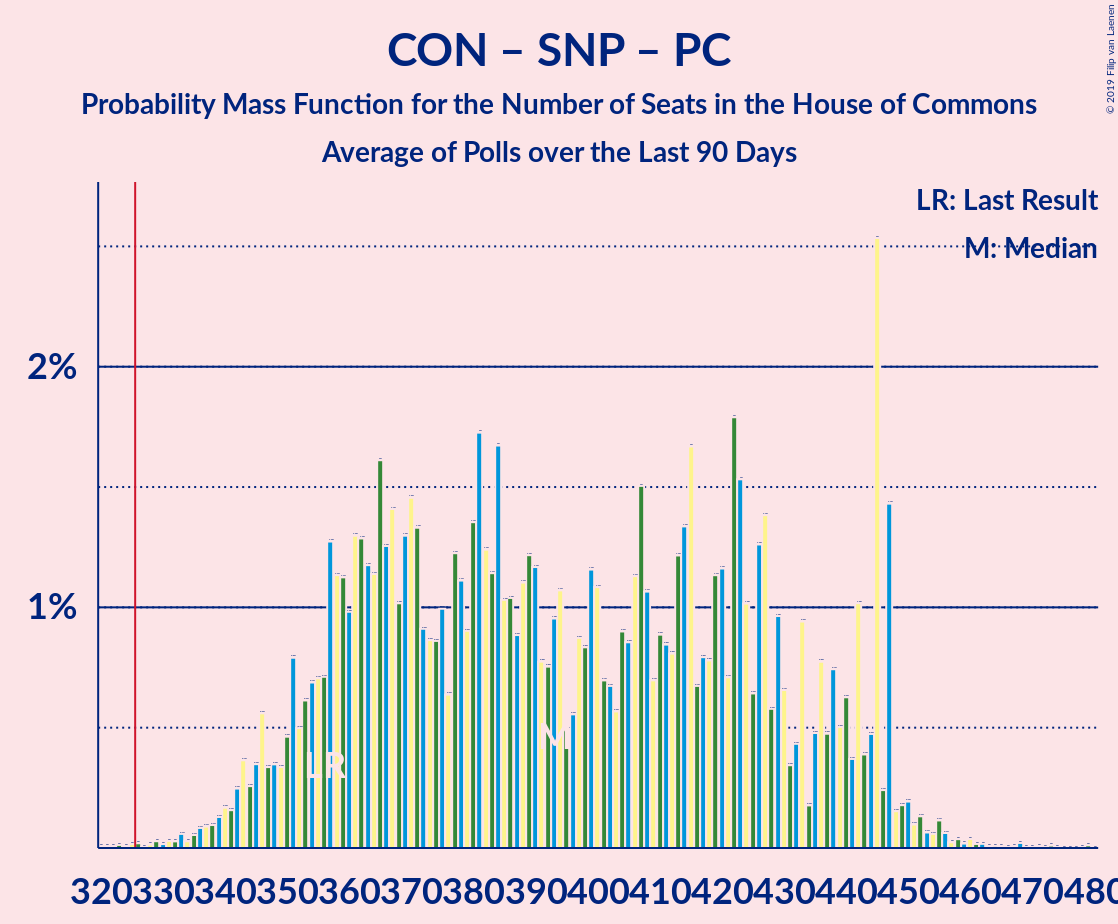 CON – SNP – PC
Probability Mass Function for the Number of Seats in the House of Commons
Average of Polls over the Last 90 Days
© 2019 Filip van Laenen
LR: Last Result
M: Median
2%
1%
LR
M
320 330 340 350 360 370 380 390 400 410 420 430 440 450 460 470 480